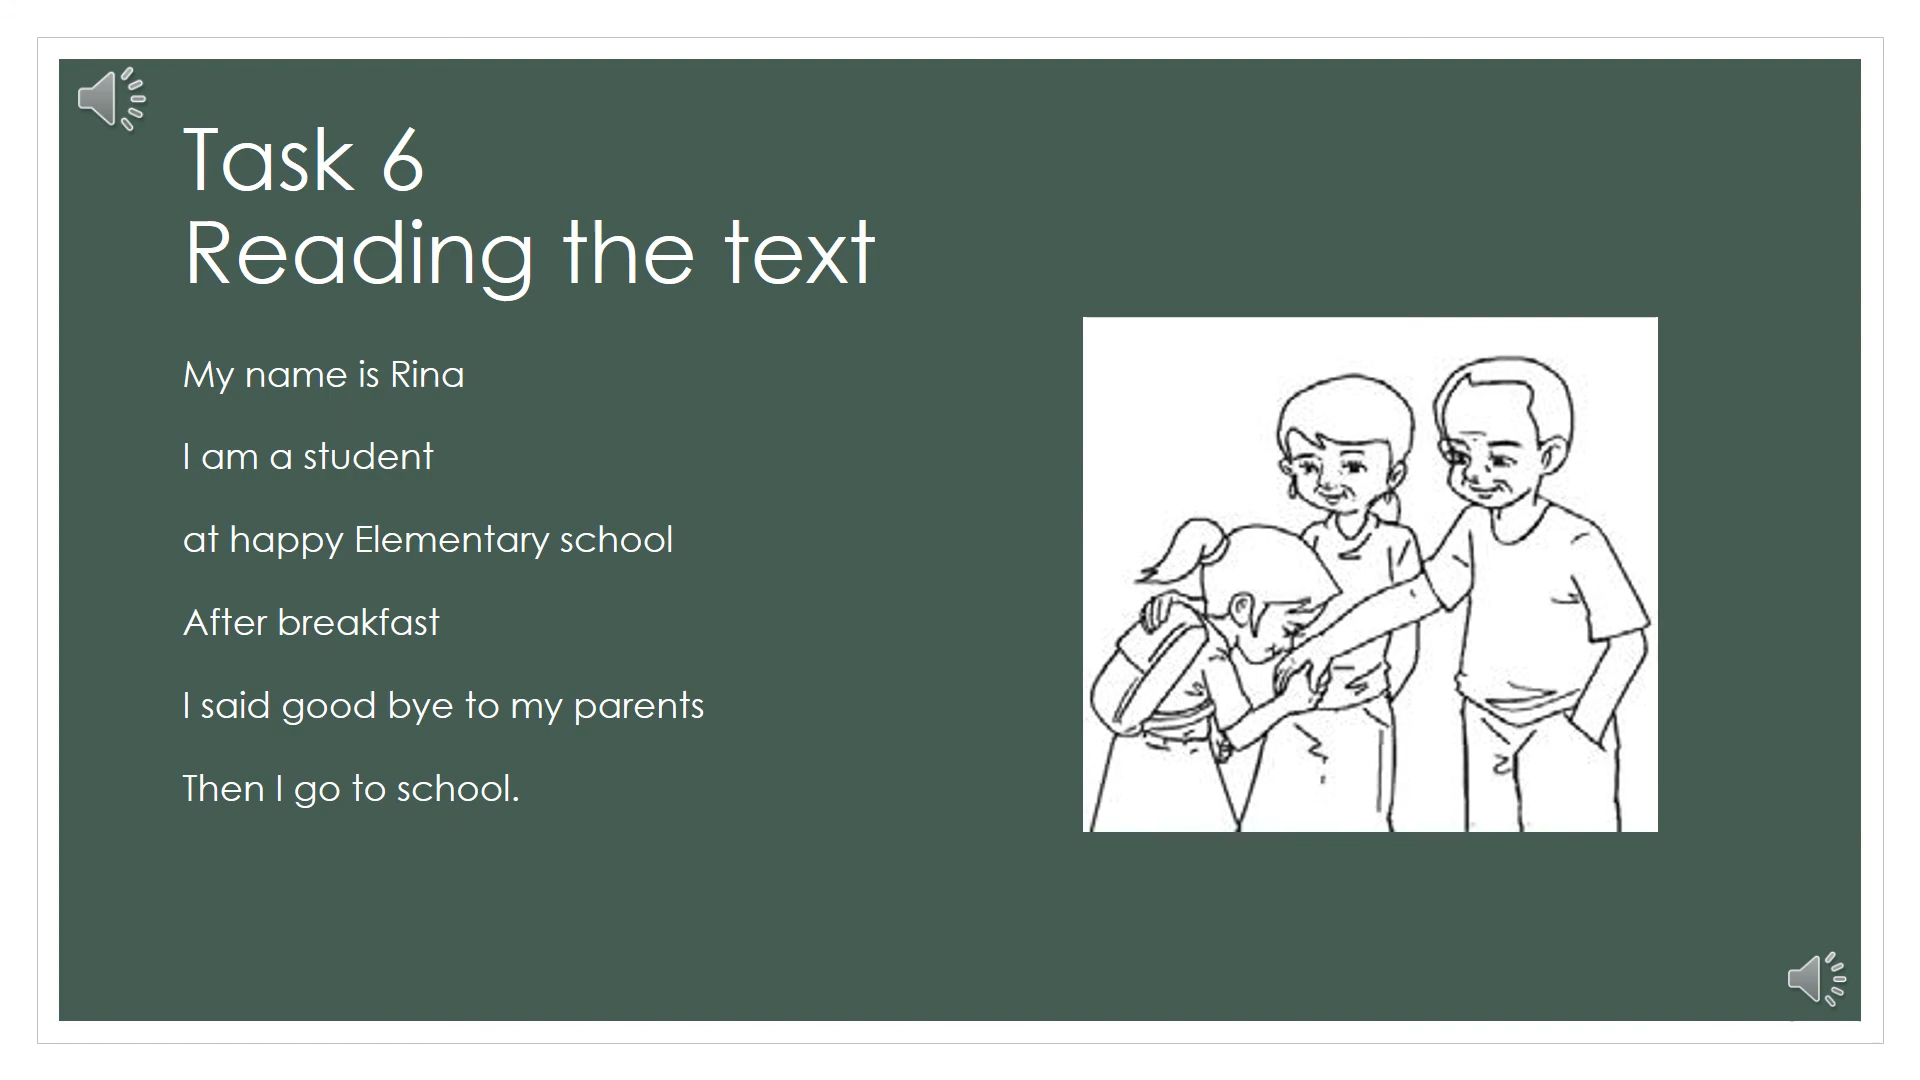 Task 6
Reading the text
My name is Rina
I am a student
at happy Elementary school
After breakfast
I said good bye to my parents
Then I go to school.